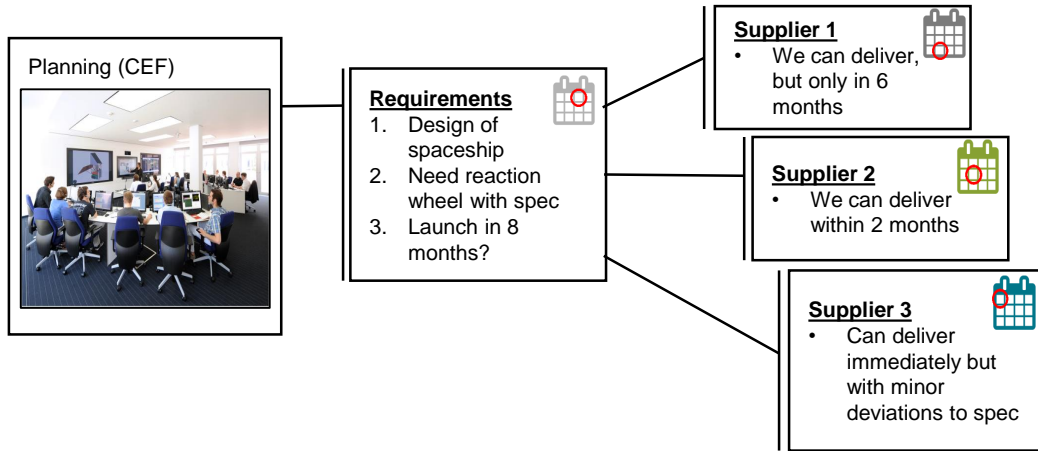 Planning (CEF)
Requirements
1. Design of
spaceship
2. Need reaction
wheel with spec
3. Launch in 8
months?
Supplier 1
• We can deliver,
but only in 6
months
Supplier 2
• We can deliver
within 2 months
Supplier 3
• Can deliver
immediately but
with minor
deviations to spec